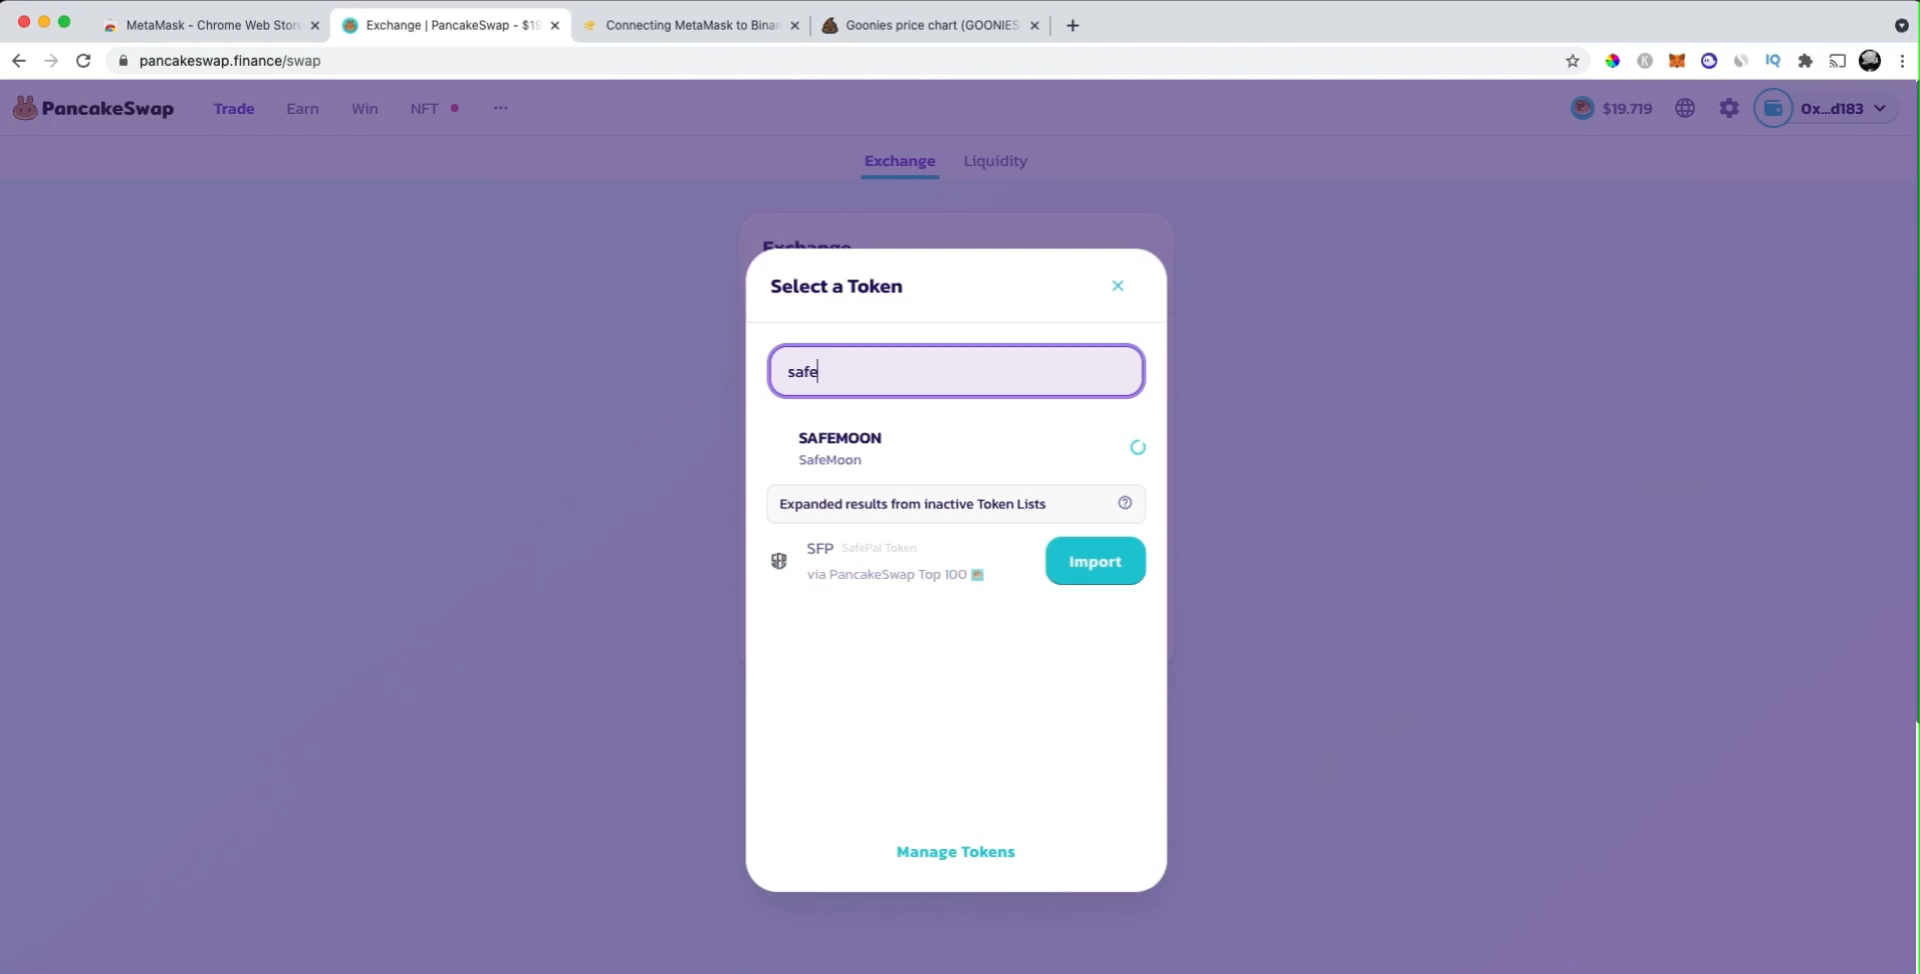 MetaMask - Chrome Web Store
Exchange | PancakeSwap - $19
Connecting MetaMask to Binan
Goonies price chart (GOONIES
pancakeswap.finance/swap
IQ
PancakeSwap
Trade
Earn
Win
NFT
$19.719
0x...d183
Exchange
Liquidity
Exchange
Select a Token
safe
SAFEMOON
SafeMoon
Expanded results from inactive Token Lists
SFP SafePal Token
via PancakeSwap Top 100
Import
Manage Tokens